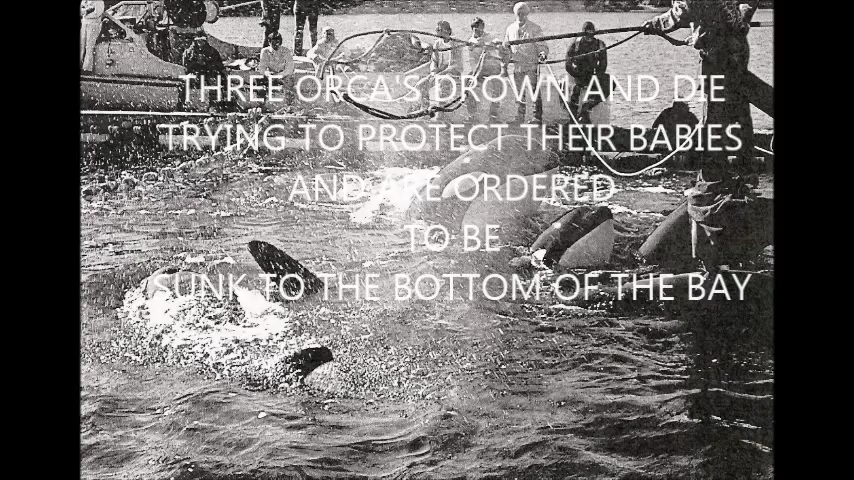 THREE ORCA'S DROWN AND DIE
TRYING TO PROTECT THEIR BABIES
AND ARE ORDERED
TO BE
SUNK TO THE BOTTOM OF THE BAY